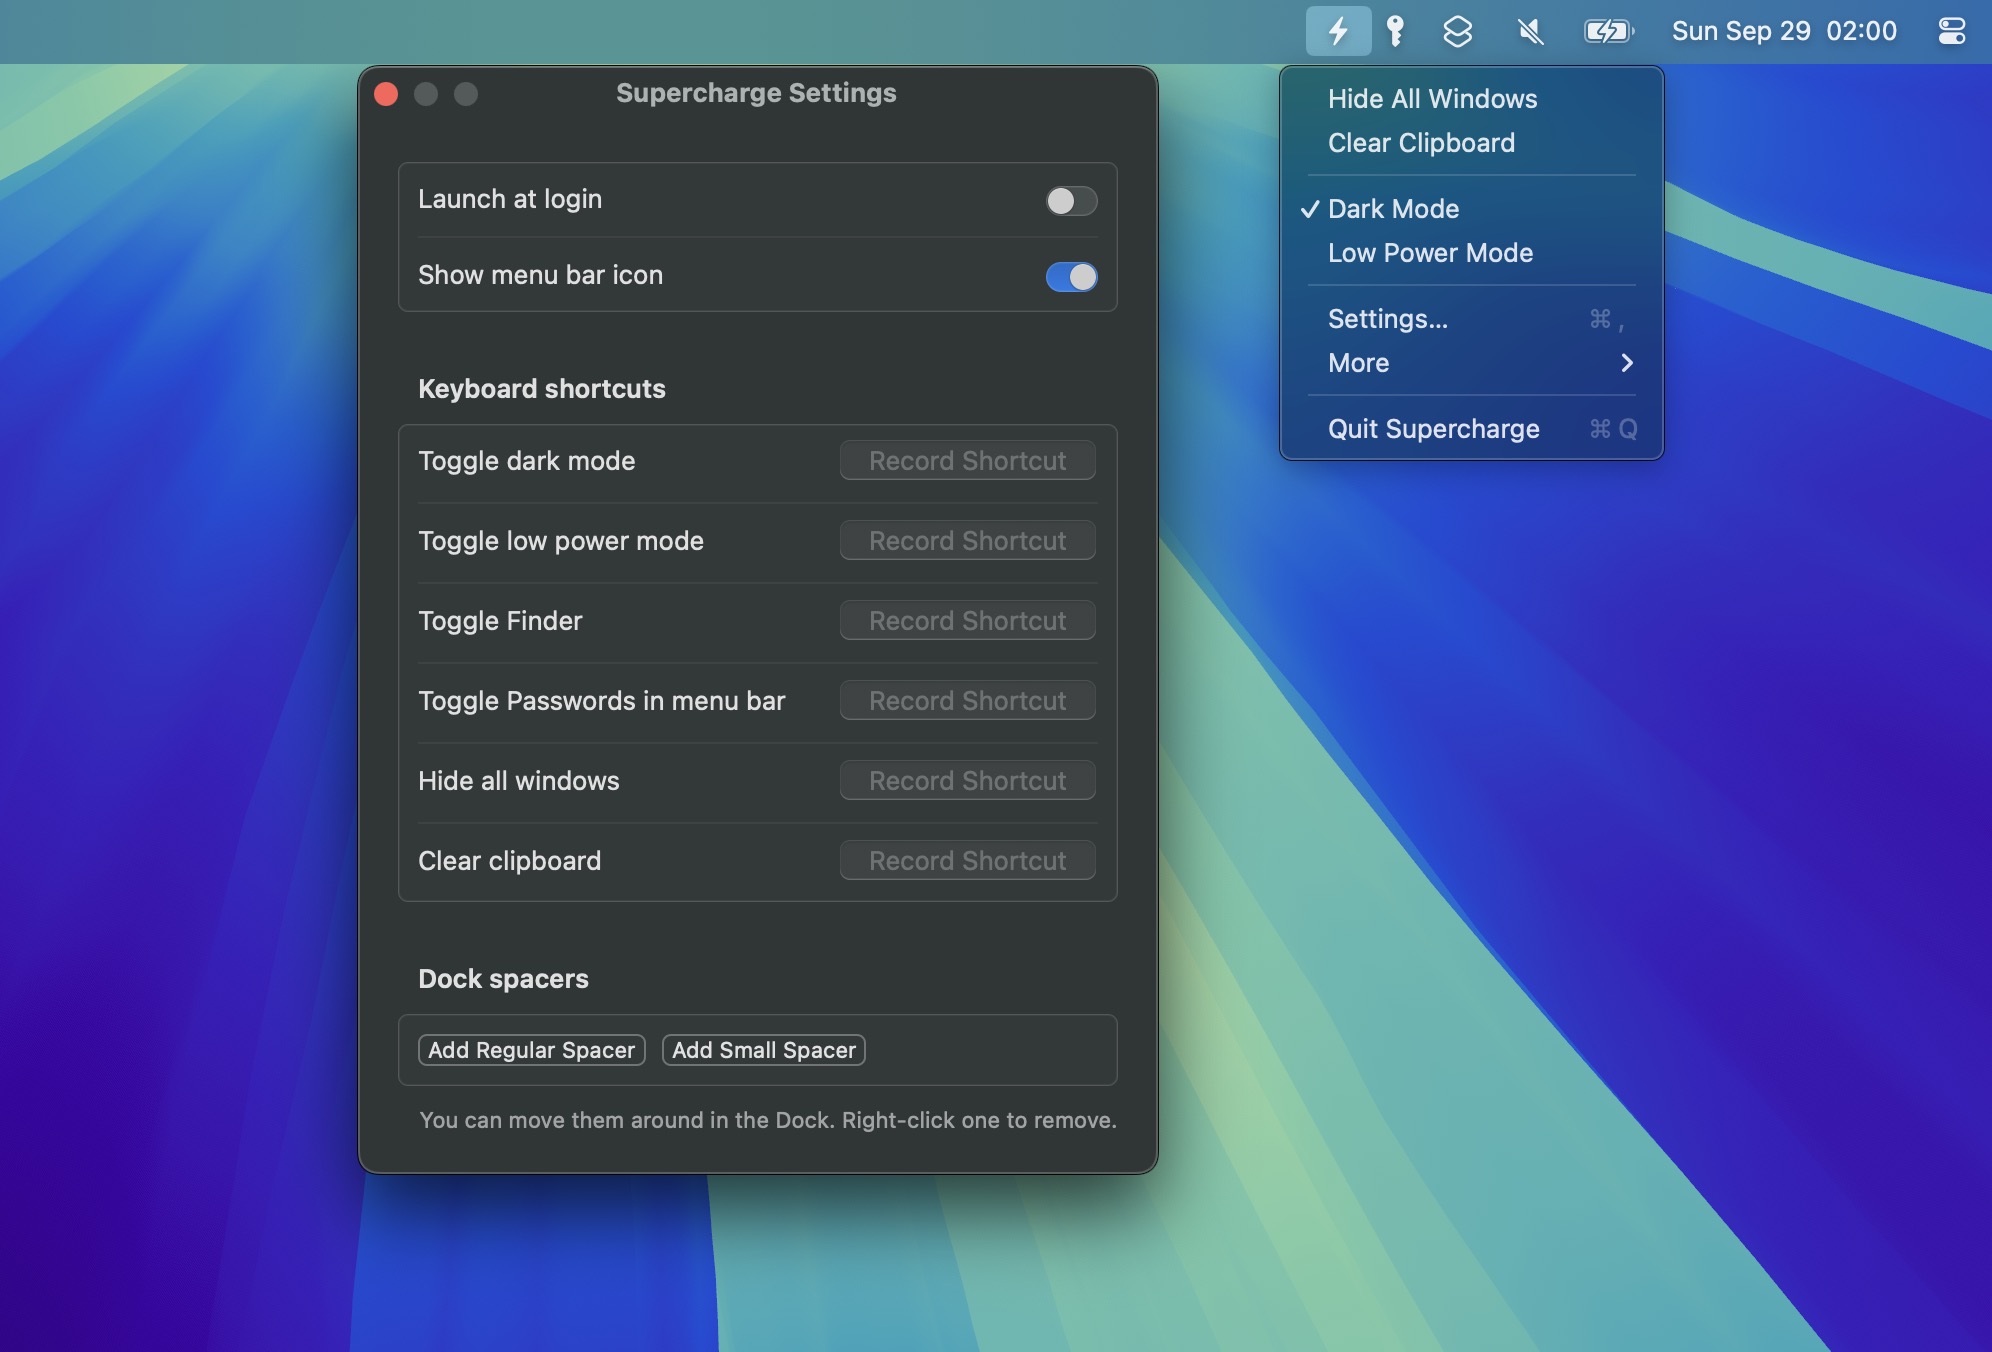 Sun Sep 29 02:00
Supercharge Settings
Launch at login
Show menu bar icon
Keyboard shortcuts
Toggle dark mode Record Shortcut
Toggle low power mode Record Shortcut
Toggle Finder Record Shortcut
Toggle Passwords in menu bar Record Shortcut
Hide all windows Record Shortcut
Clear clipboard Record Shortcut
Dock spacers
Add Regular Spacer Add Small Spacer
You can move them around in the Dock. Right-click one to remove.
Hide All Windows
Clear Clipboard
✓ Dark Mode
Low Power Mode
Settings... ⌘ ,
More
Quit Supercharge ⌘ Q